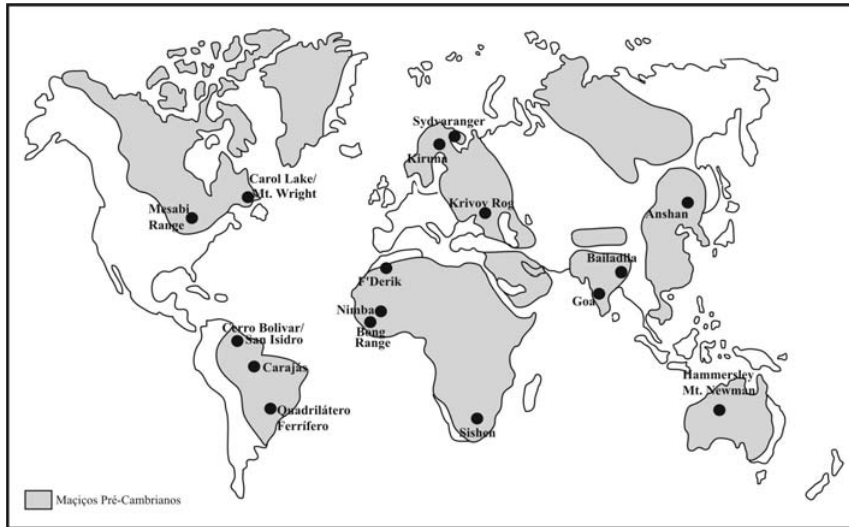 Sydvaranger
Kiruna
Carol Lake/
Mt. Wright
Mesabi
Range
Krivoy Rog
Anshan
Bailadila
F'Derik
Goa
Nimba
Bong
Range
Cerro Bolivar/
San Isidro
Carajás
Hammersley
Mt. Newman
Quadrilátero
Ferrífero
Sishen
Maçiços Pré-Cambrianos